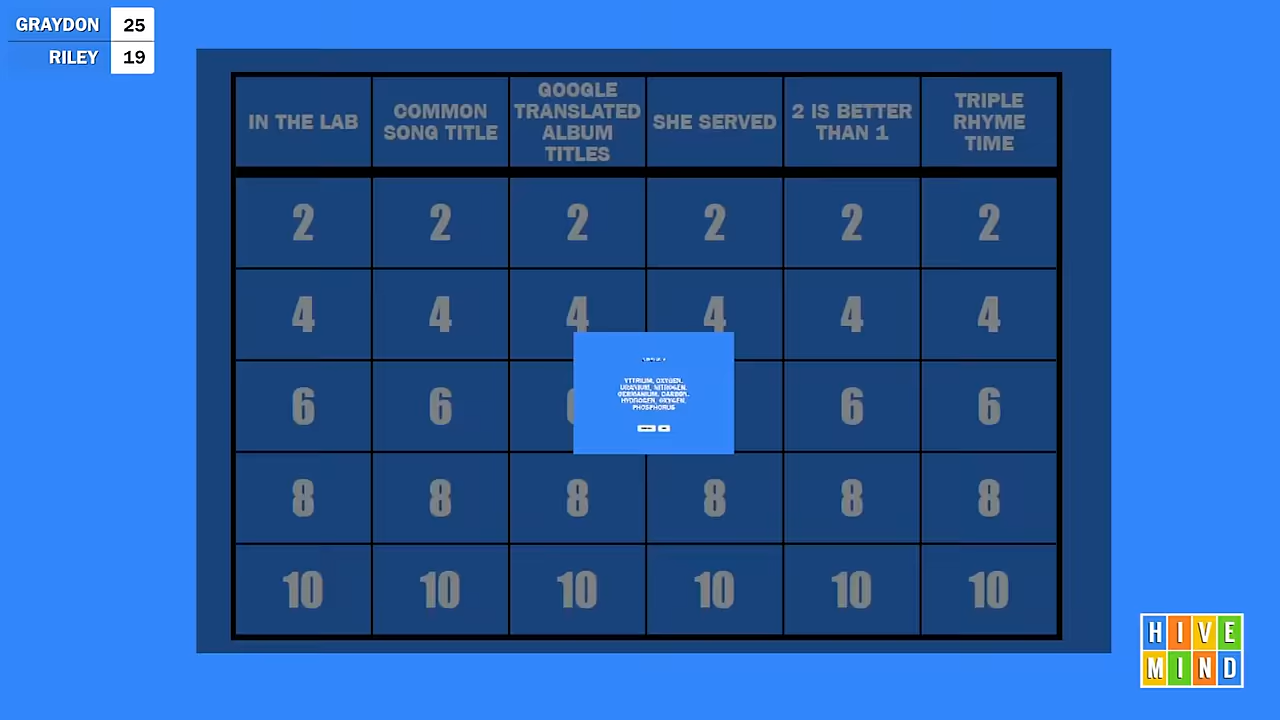 GRAYDON 25
RILEY 19
IN THE LAB
COMMON
SONG TITLE
GOOGLE
TRANSLATED
ALBUM
TITLES
SHE SERVED
2 IS BETTER
THAN 1
TRIPLE
RHYME
TIME
2 2 2 2 2 2
4 4 4 4 4 4
6 6 6 6
YTTRIUM, OXYGEN,
URANIUM, NITROGEN,
GERMANIUM, CARBON,
HYDROGEN, OXYGEN,
PHOSPHORUS
8 8 8 8 8 8
10 10 10 10 10 10
HIVE
MIND